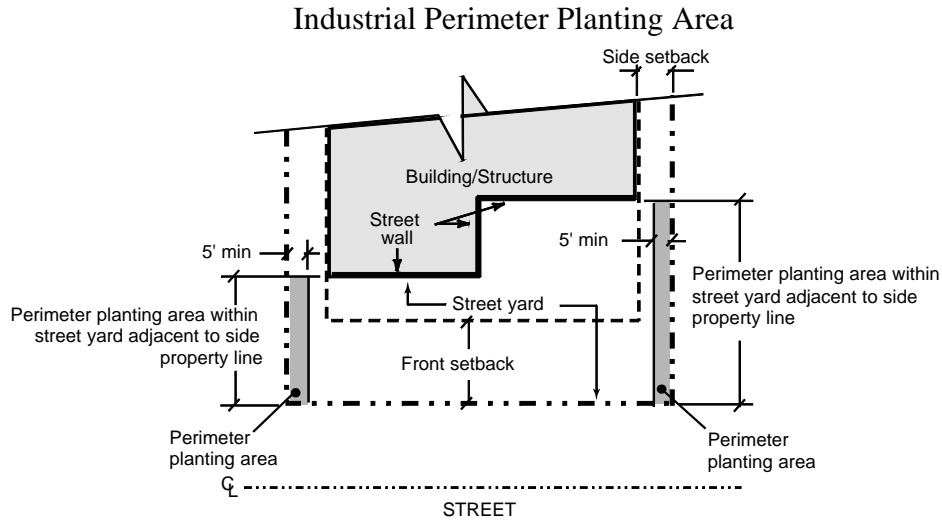 Industrial Perimeter Planting Area
Side setback
Building/Structure
Street
wall
5' min
5' min
Perimeter planting area within
street yard adjacent to side
property line
Street yard
Perimeter planting area within
street yard adjacent to side
property line
Front setback
Perimeter
planting area
Perimeter
planting area
CL
STREET